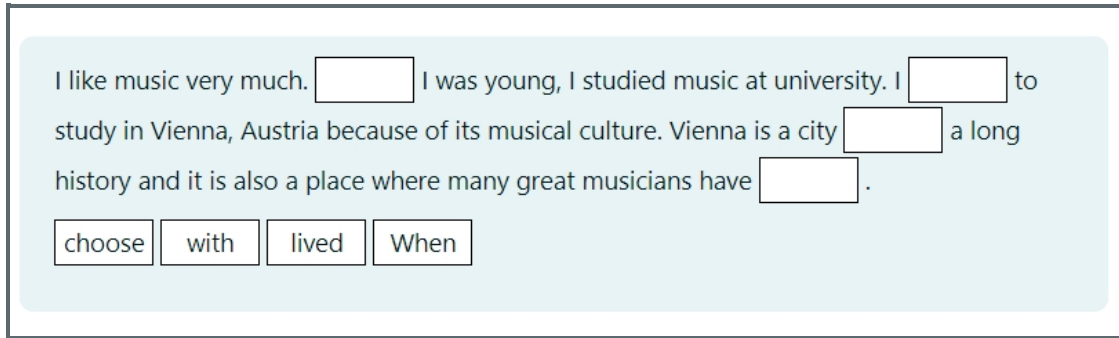 I like music very much. I was young, I studied music at university. I to
study in Vienna, Austria because of its musical culture. Vienna is a city a long
history and it is also a place where many great musicians have .
choose with lived When